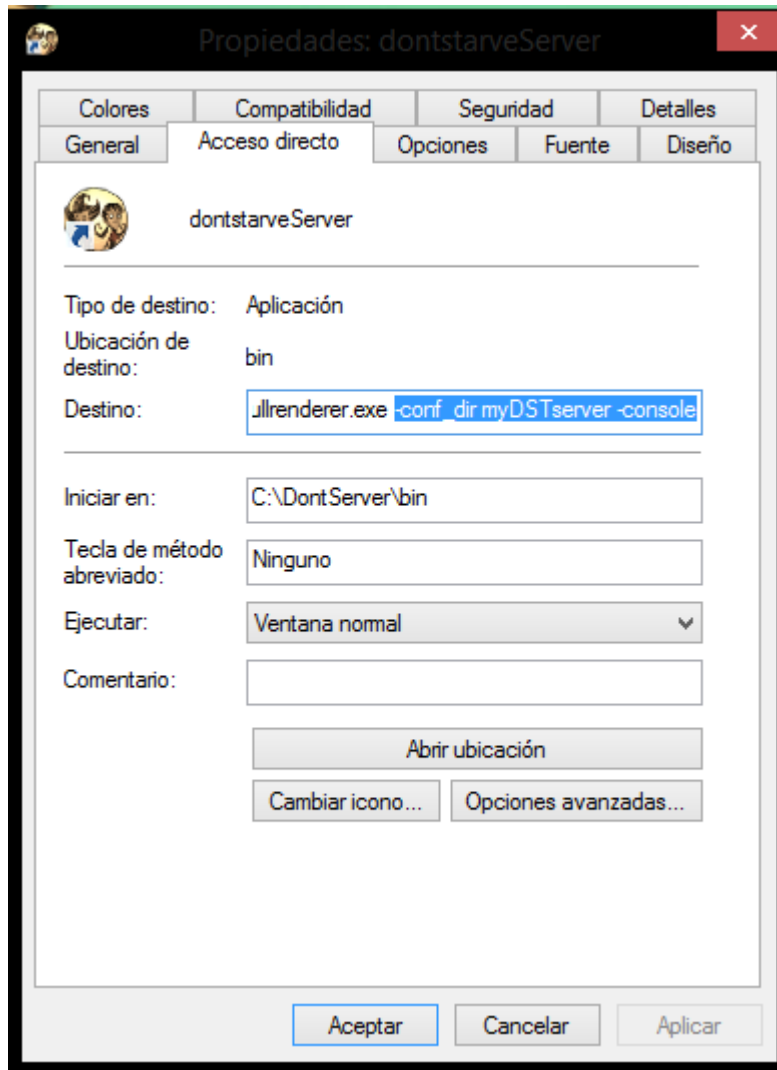 Propiedades: dontstarveServer
Colores Compatibilidad Seguridad Detalles
General Acceso directo Opciones Fuente Diseño
dontstarveServer
Tipo de destino: Aplicación
Ubicación de
destino: bin
Destino: ullrenderer.exe -conf_dir myDSTserver -console
Iniciar en: C:\DontServer\bin
Tecla de método
abreviado: Ninguno
Ejecutar: Ventana normal
Comentario:
Abrir ubicación
Cambiar icono... Opciones avanzadas...
Aceptar Cancelar Aplicar